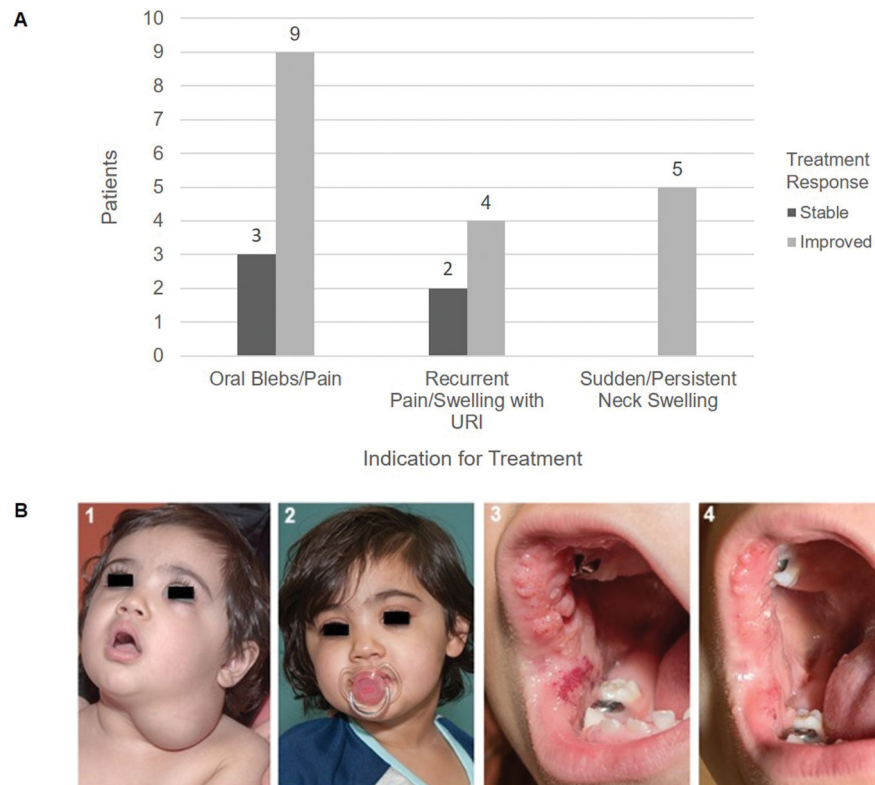 A
10
9
8
7
6
5
4
3
2
1
0
Patients
3
9
2
4
5
Oral Blebs/Pain
Recurrent
Pain/Swelling with
URI
Sudden/Persistent
Neck Swelling
Indication for Treatment
Treatment
Response
Stable
Improved
B
1
2
3
4